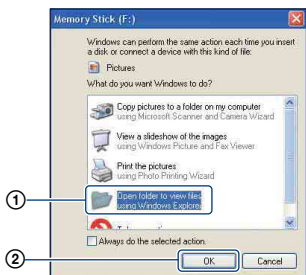 Memory Stick (F:)
Windows can perform the same action each time you insert
a disk or connect a device with this kind of file:
Pictures
What do you want Windows to do?
Copy pictures to a folder on my computer
using Microsoft Scanner and Camera Wizard
View a slideshow of the images
using Windows Picture and Fax Viewer
Print the pictures
using Photo Printing Wizard
① Open folder to view files
using Windows Explorer
Always do the selected action.
② OK Cancel